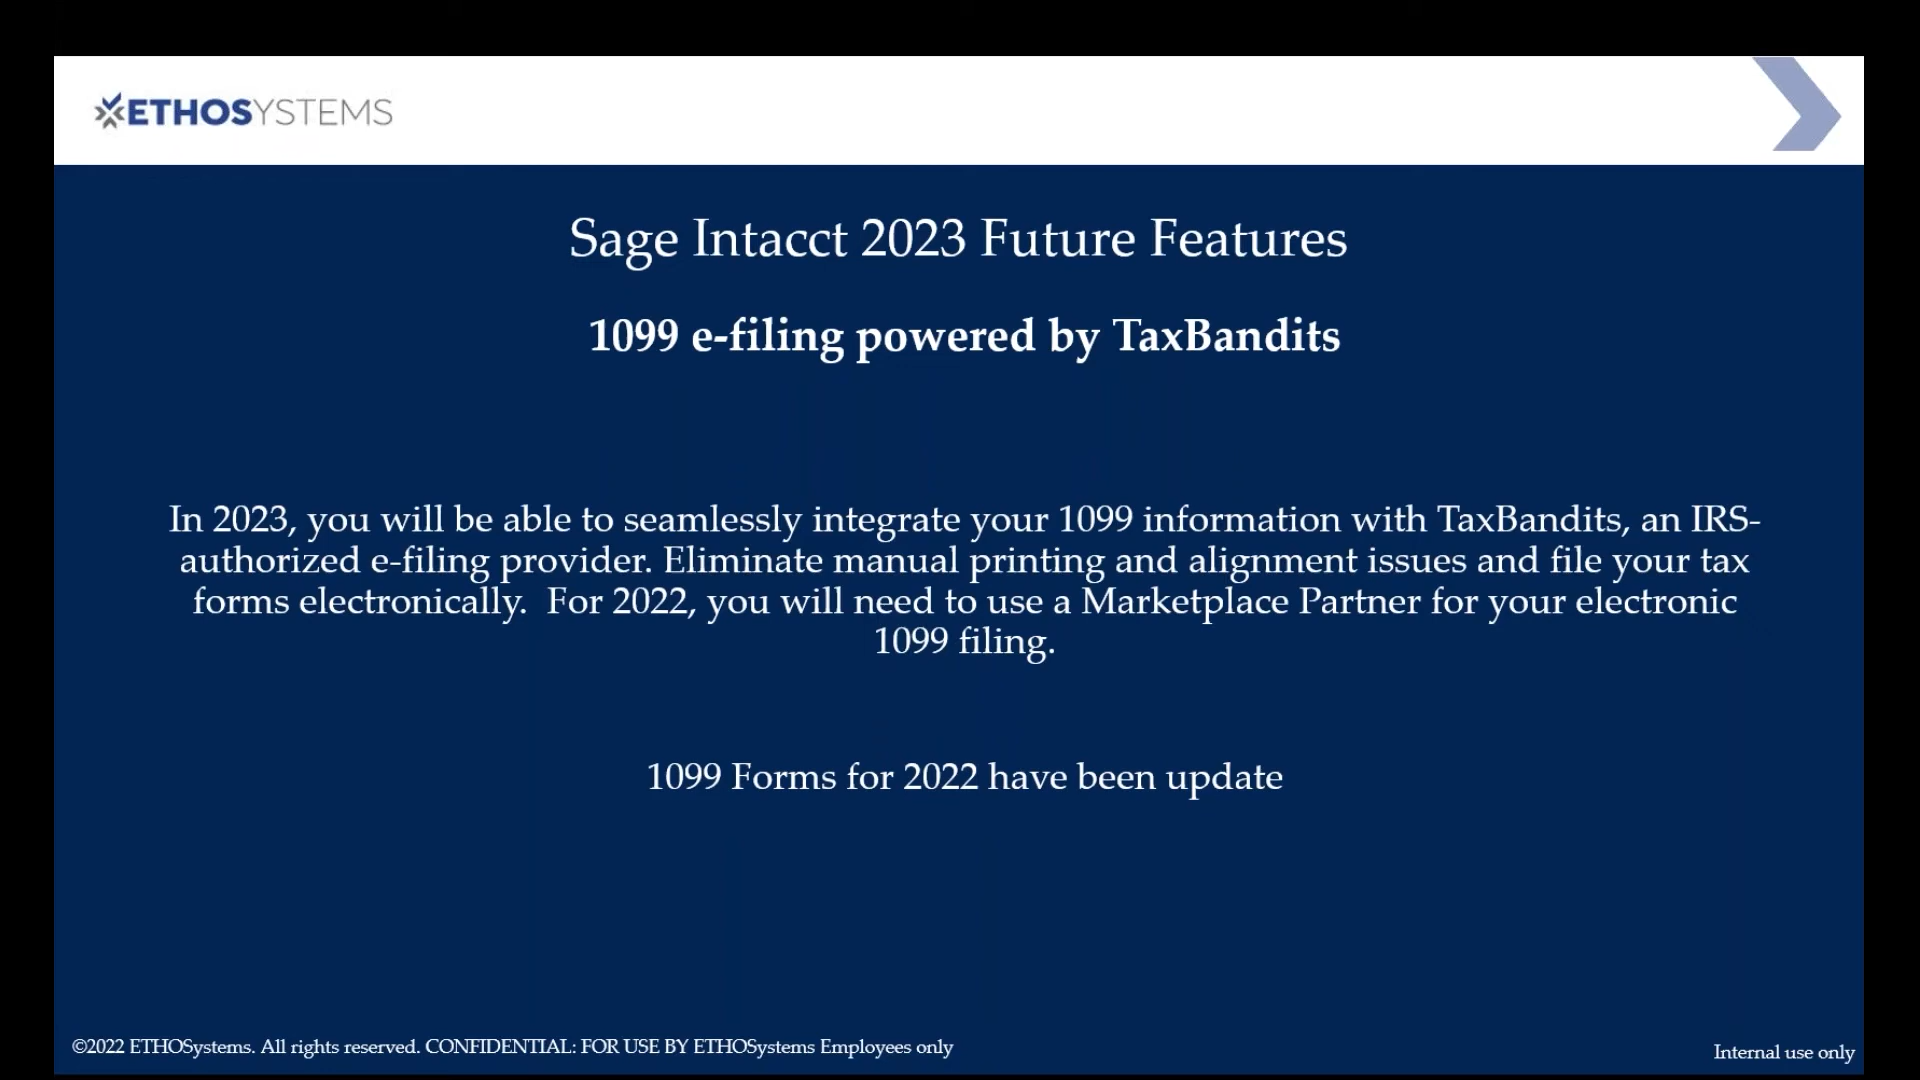 ETHOSYSTEMS
Sage Intacct 2023 Future Features
1099 e-filing powered by TaxBandits
In 2023, you will be able to seamlessly integrate your 1099 information with TaxBandits, an IRS-
authorized e-filing provider. Eliminate manual printing and alignment issues and file your tax
forms electronically.  For 2022, you will need to use a Marketplace Partner for your electronic
1099 filing.
1099 Forms for 2022 have been update
©2022 ETHOSystems. All rights reserved. CONFIDENTIAL: FOR USE BY ETHOSystems Employees only
Internal use only